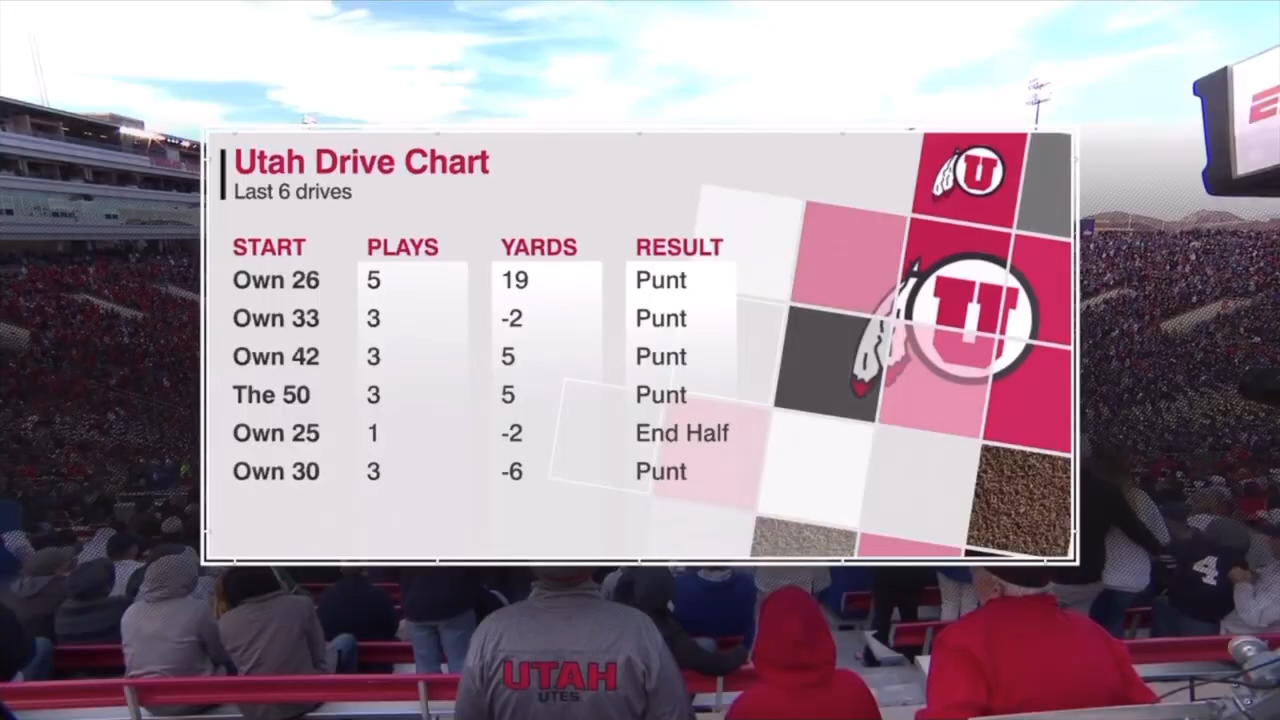 Utah Drive Chart
Last 6 drives
START PLAYS YARDS RESULT
Own 26 5 19 Punt
Own 33 3 -2 Punt
Own 42 3 5 Punt
The 50 3 5 Punt
Own 25 1 -2 End Half
Own 30 3 -6 Punt
U
U
E
4
UTAH
UTES